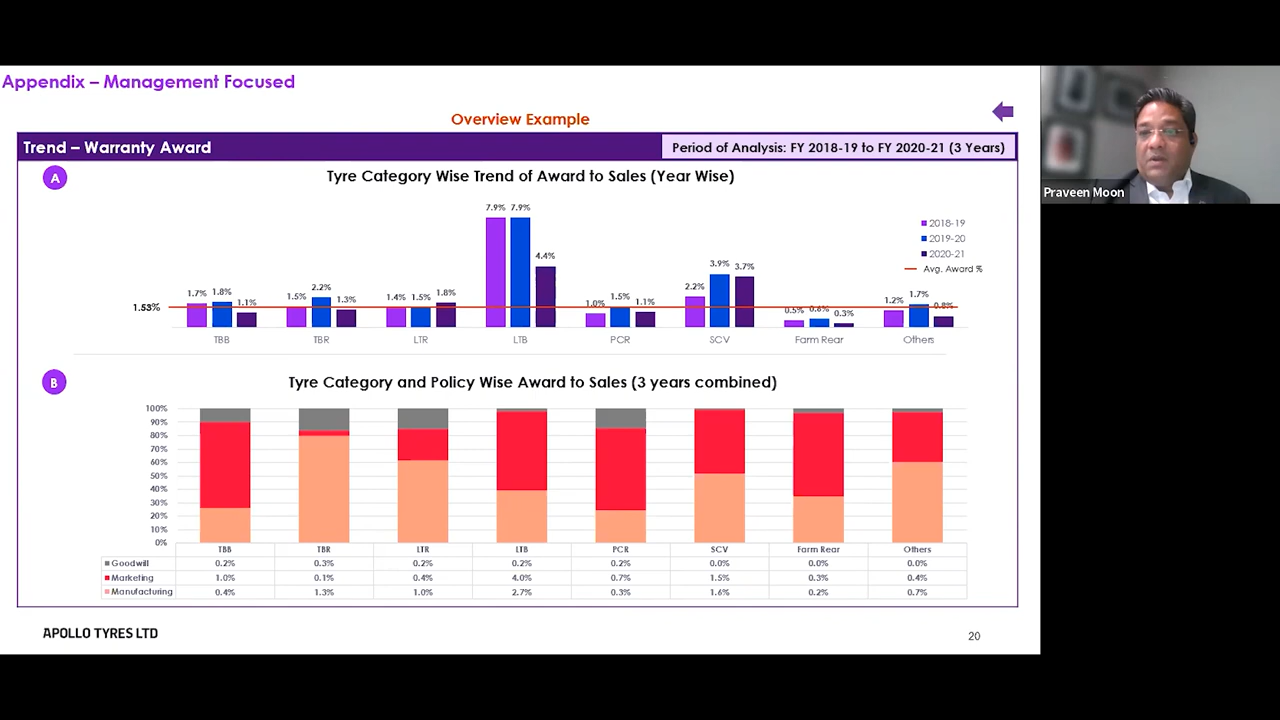 Appendix – Management Focused
Overview Example
Trend – Warranty Award
Period of Analysis: FY 2018-19 to FY 2020-21 (3 Years)
Praveen Moon
A
Tyre Category Wise Trend of Award to Sales (Year Wise)
7.9% 7.9% 4.4%
2018-19
2019-20
2020-21
Avg. Award %
1.53%
1.7% 1.8% 1.1%
1.5% 2.2% 1.3%
1.4% 1.5% 1.8%
1.0% 1.5% 1.1%
2.2% 3.9% 3.7%
0.5% 0.6% 0.3%
1.2% 1.7% 0.8%
TBB TBR LTR LTB PCR SCV Farm Rear Others
B
Tyre Category and Policy Wise Award to Sales (3 years combined)
100%
90%
80%
70%
60%
50%
40%
30%
20%
10%
0%
TBB TBR LTR LTB PCR SCV Farm Rear Others
Goodwill 0.2% 0.3% 0.2% 0.2% 0.2% 0.0% 0.0% 0.0%
Marketing 1.0% 0.1% 0.4% 4.0% 0.7% 1.5% 0.3% 0.4%
Manufacturing 0.4% 1.3% 1.0% 2.7% 0.3% 1.6% 0.2% 0.7%
APOLLO TYRES LTD
20